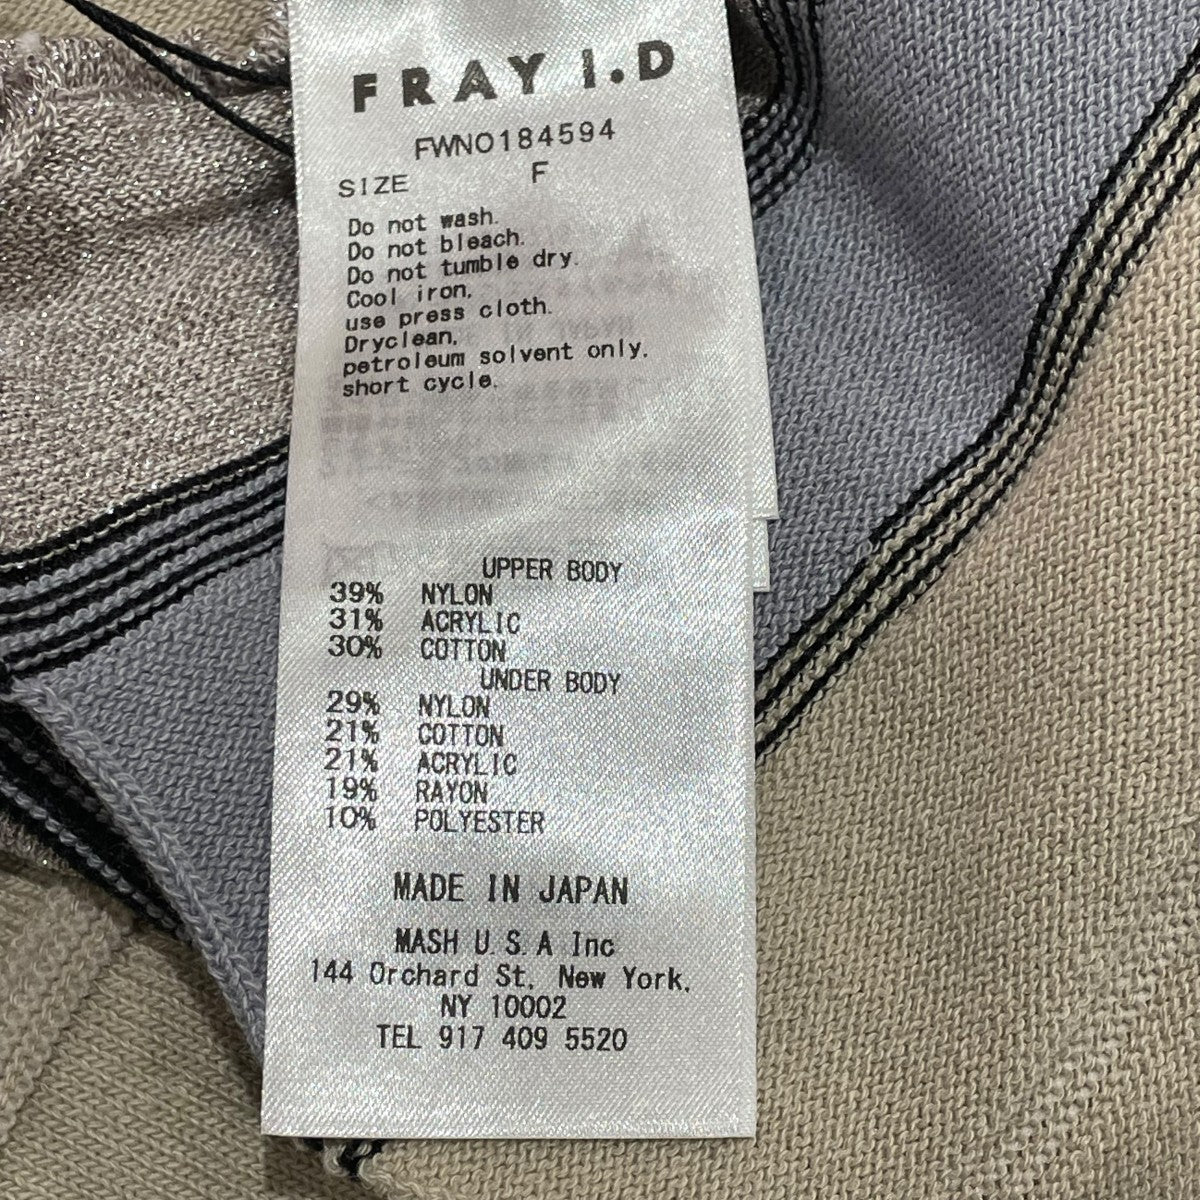 FRAY I.D
FWNO184594
SIZE F
Do not wash.
Do not bleach.
Do not tumble dry.
Cool iron,
use press cloth.
Dryclean,
petroleum solvent only,
short cycle.
UPPER BODY
39% NYLON
31% ACRYLIC
30% COTTON
UNDER BODY
29% NYLON
21% COTTON
21% ACRYLIC
19% RAYON
10% POLYESTER
MADE IN JAPAN
MASH U.S.A Inc
144 Orchard St, New York,
NY 10002
TEL 917 409 5520